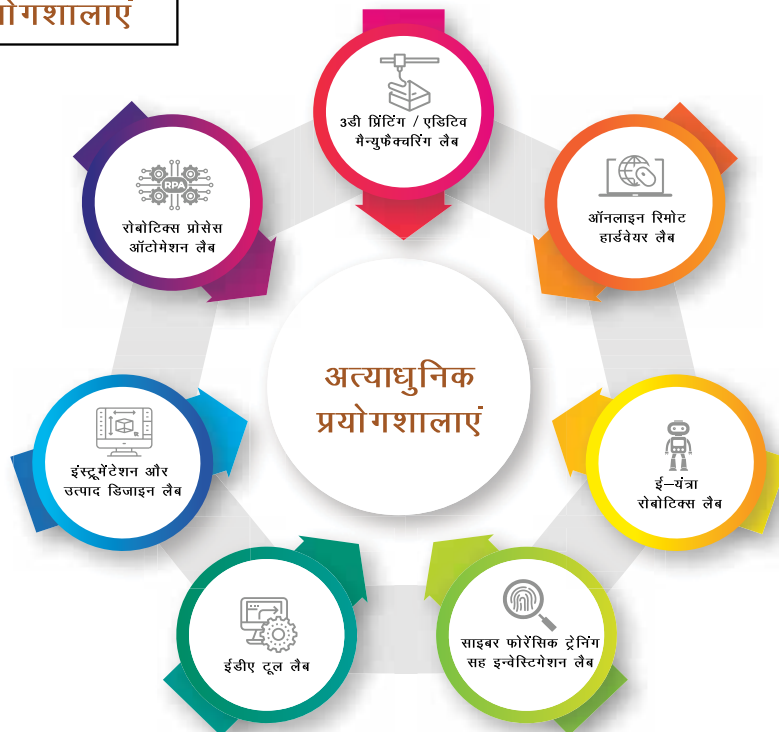 प्रयोगशालाएं
3डी प्रिंटिंग / एडिटिव
मैन्युफैक्चरिंग लैब
ऑनलाइन रिमोट
हार्डवेयर लैब
ई–यंत्रा
रोबोटिक्स लैब
साइबर फोरेंसिक ट्रेनिंग
सह इन्वेस्टिगेशन लैब
ईडीए टूल लैब
इंस्ट्रूमेंटेशन और
उत्पाद डिजाइन लैब
RPA
रोबोटिक्स प्रोसेस
ऑटोमेशन लैब
अत्याधुनिक
प्रयोगशालाएं